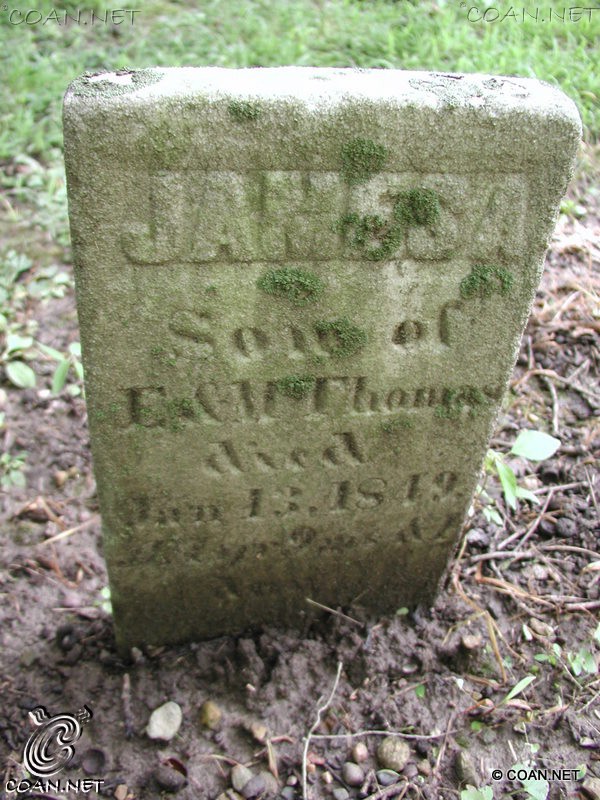 COAN.NET COAN.NET
JAMES A
Son of
E & M Thomas
died
Jan 13, 1849.
& 
COAN.NET © COAN.NET